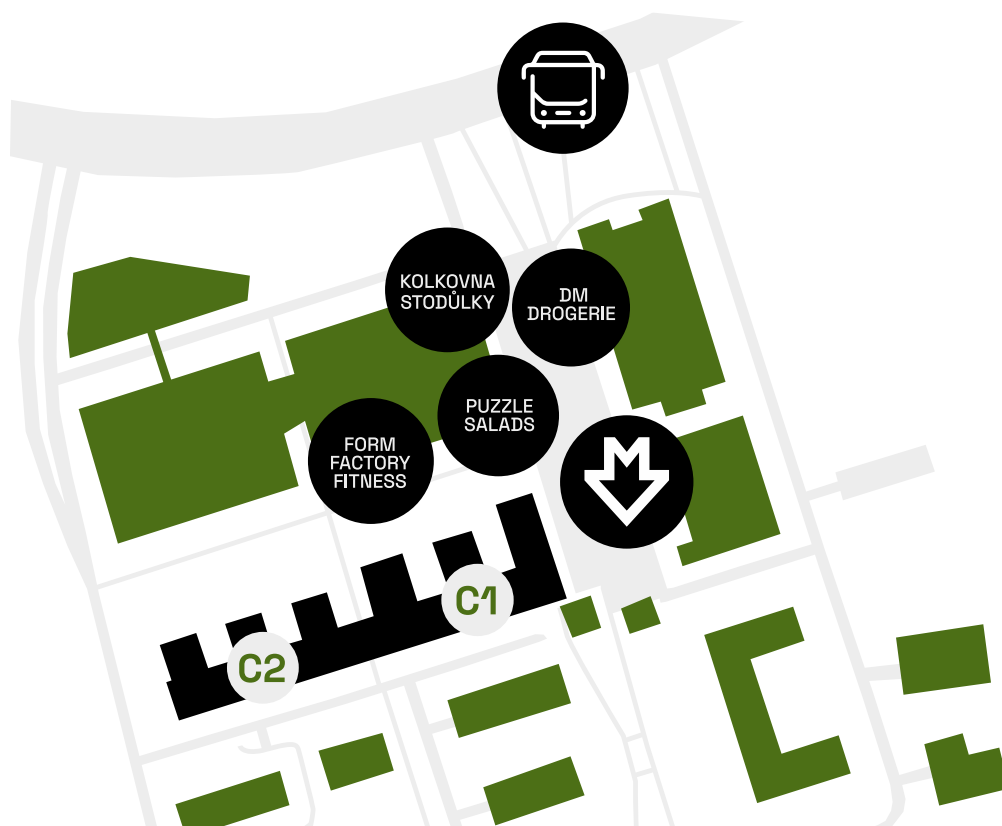 KOLKOVNA
STODŮLKY
DM
DROGERIE
PUZZLE
SALADS
FORM
FACTORY
FITNESS
M
C1
C2